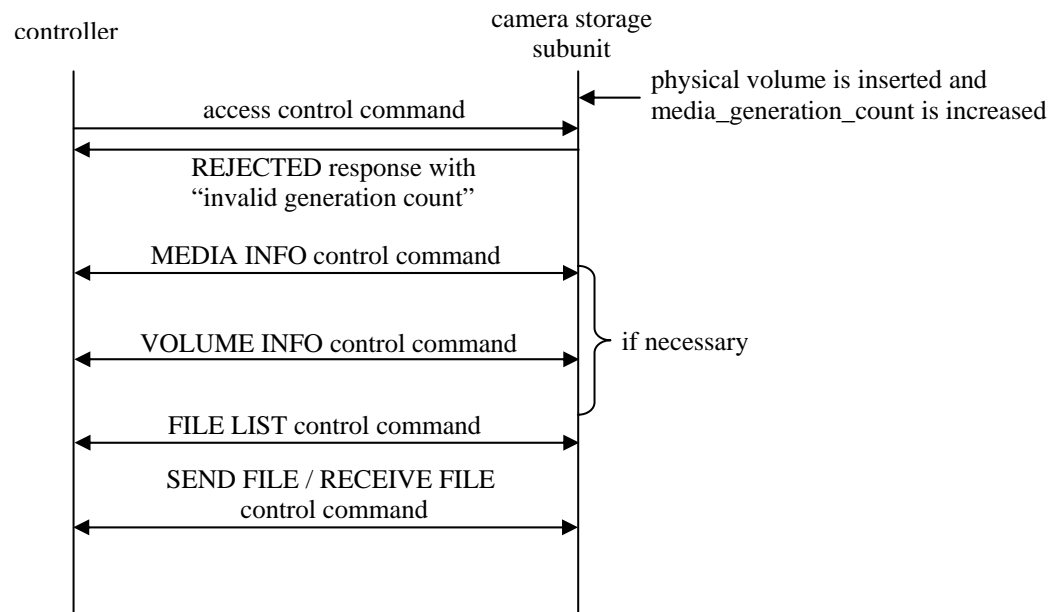 controller
camera storage
subunit
physical volume is inserted and
media_generation_count is increased
access control command
REJECTED response with
“invalid generation count”
MEDIA INFO control command
VOLUME INFO control command
if necessary
FILE LIST control command
SEND FILE / RECEIVE FILE
control command